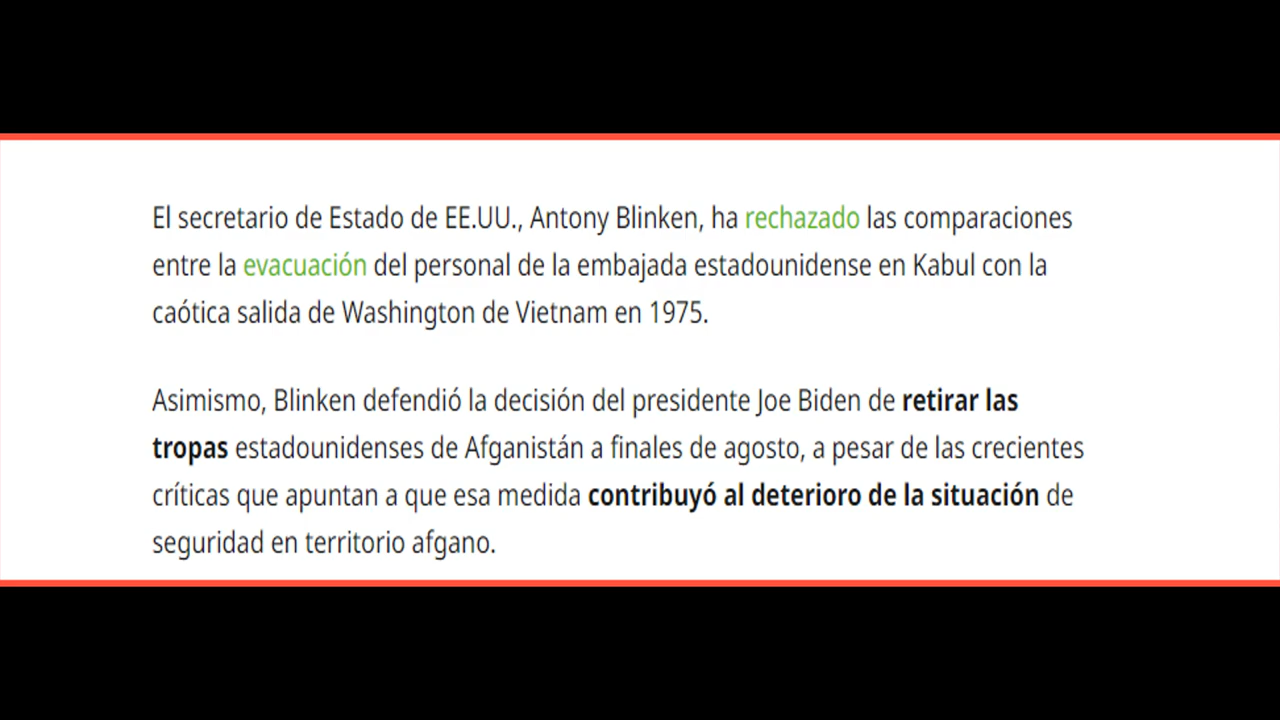 El secretario de Estado de EE.UU., Antony Blinken, ha rechazado las comparaciones
entre la evacuación del personal de la embajada estadounidense en Kabul con la
caótica salida de Washington de Vietnam en 1975.
Asimismo, Blinken defendió la decisión del presidente Joe Biden de retirar las
tropas estadounidenses de Afganistán a finales de agosto, a pesar de las crecientes
críticas que apuntan a que esa medida contribuyó al deterioro de la situación de
seguridad en territorio afgano.